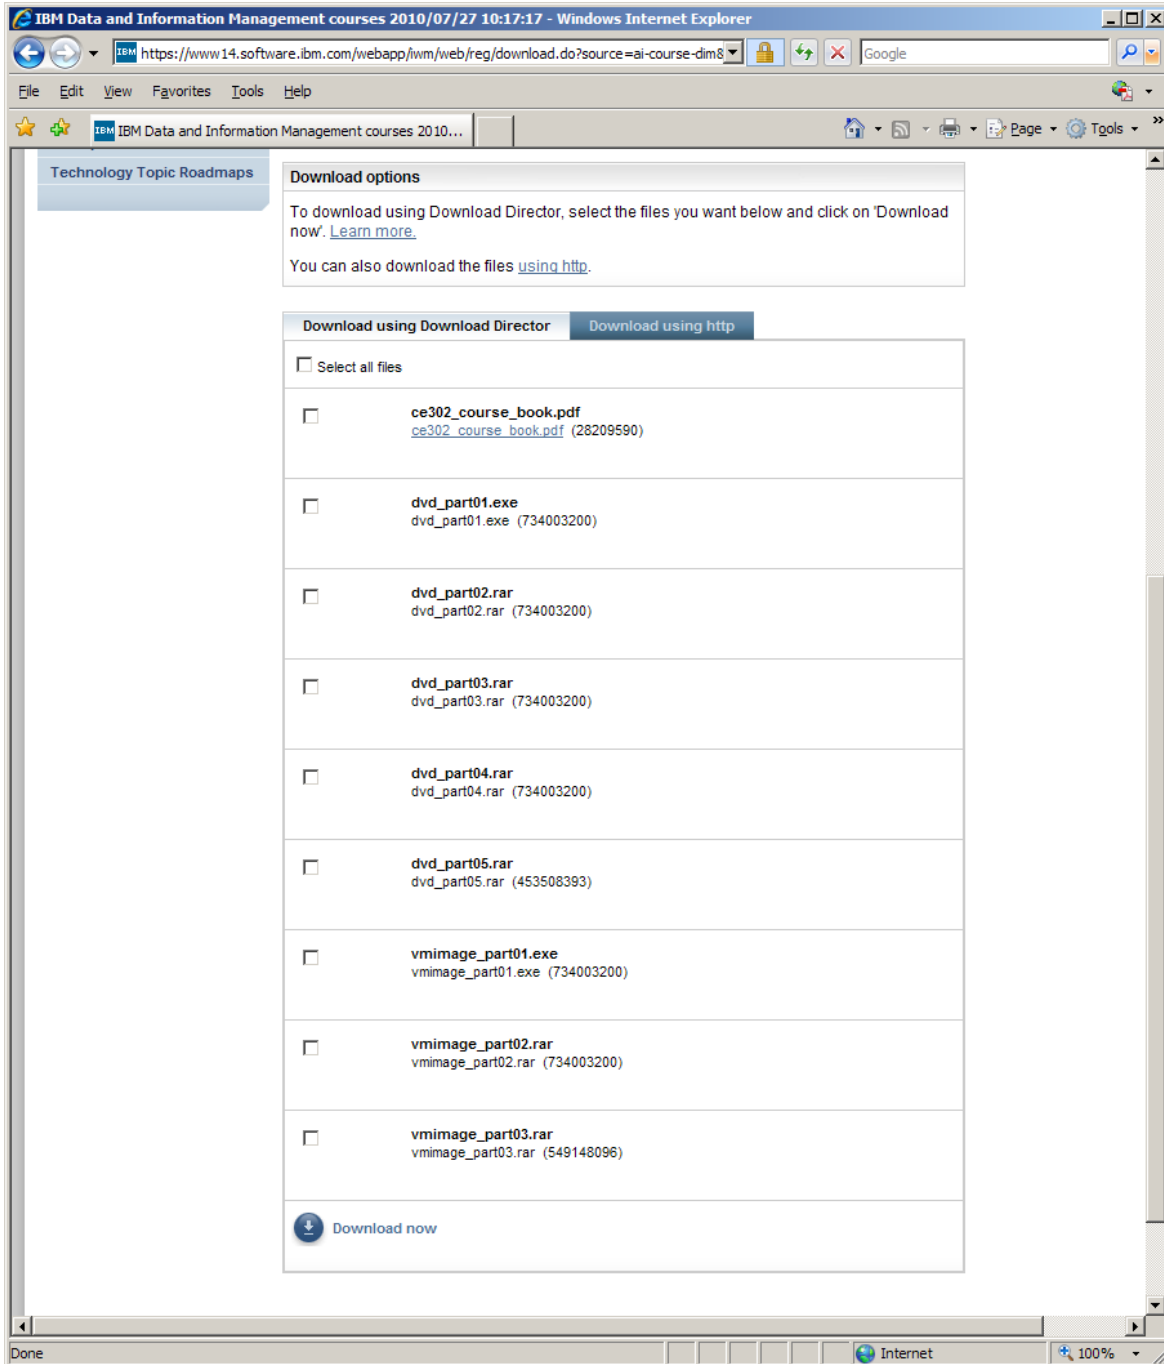 IBM Data and Information Management courses 2010/07/27 10:17:17 - Windows Internet Explorer
IBM https://www14.software.ibm.com/webapp/iwm/web/reg/download.do?source=ai-course-dim&
Google
File Edit View Favorites Tools Help
IBM IBM Data and Information Management courses 2010...
Page Tools »
Technology Topic Roadmaps
Download options
To download using Download Director, select the files you want below and click on 'Download
now'. Learn more.
You can also download the files using http.
Download using Download Director Download using http
Select all files
ce302_course_book.pdf
ce302_course_book.pdf (28209590)
dvd_part01.exe
dvd_part01.exe (734003200)
dvd_part02.rar
dvd_part02.rar (734003200)
dvd_part03.rar
dvd_part03.rar (734003200)
dvd_part04.rar
dvd_part04.rar (734003200)
dvd_part05.rar
dvd_part05.rar (453508393)
vmimage_part01.exe
vmimage_part01.exe (734003200)
vmimage_part02.rar
vmimage_part02.rar (734003200)
vmimage_part03.rar
vmimage_part03.rar (549148096)
Download now
Done Internet 100%